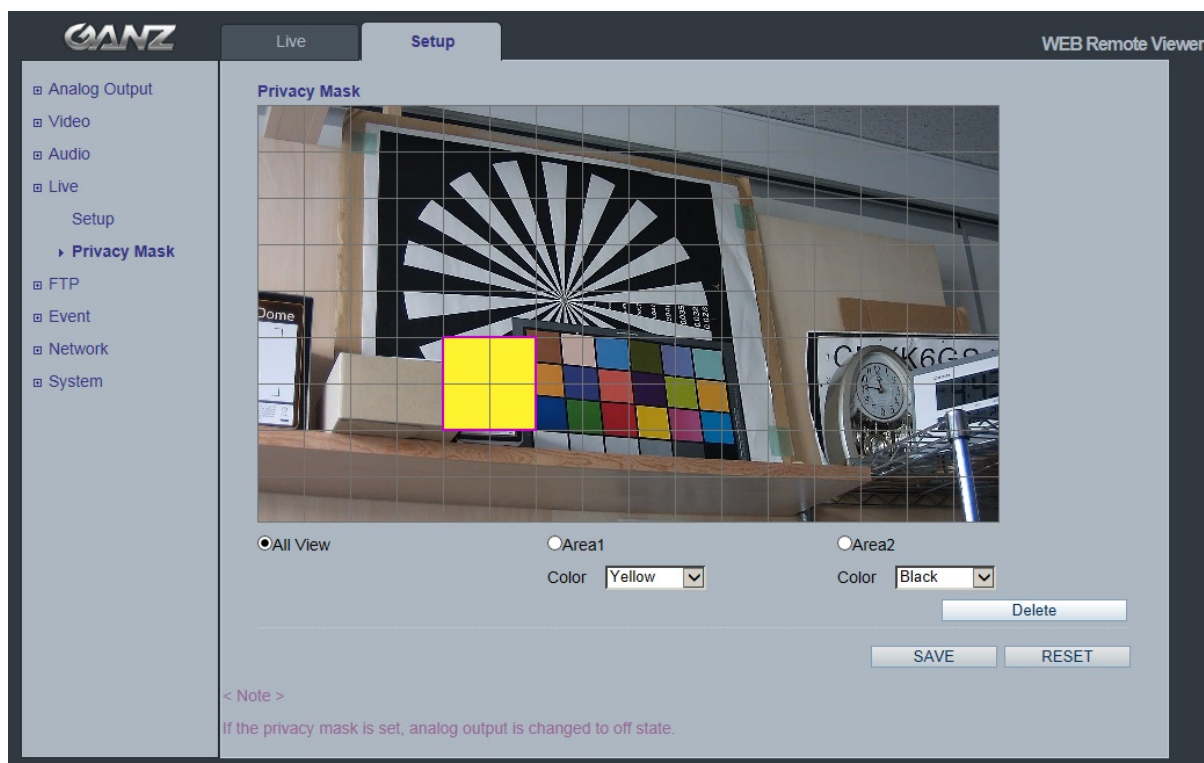 GANZ
Live
Setup
WEB Remote Viewer
Analog Output
Video
Audio
Live
Setup
Privacy Mask
FTP
Event
Network
System
Privacy Mask
Dome
All View
Area1
Area2
Color Yellow
Color Black
Delete
SAVE
RESET
< Note >
If the privacy mask is set, analog output is changed to off state.